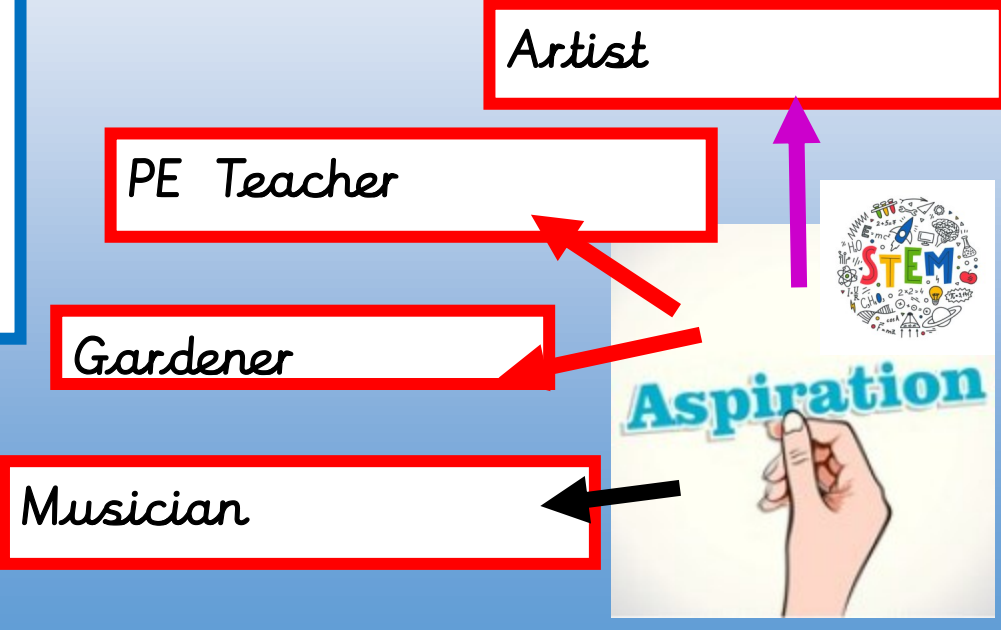 Artist
PE Teacher
Gardener
Musician
STEM
Aspiration